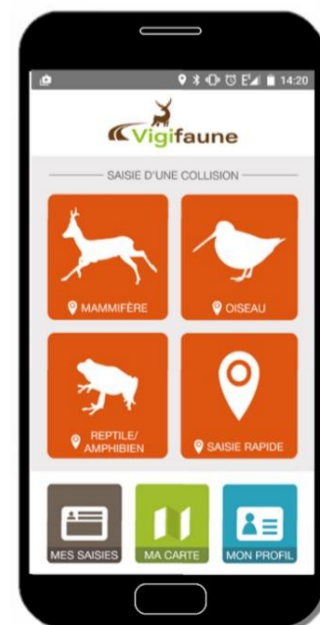 14:20
Vigifaune
SAISIE D'UNE COLLISION
MAMMIFÈRE
OISEAU
REPTILE/
AMPHIBIEN
SAISIE RAPIDE
MES SAISIES
MA CARTE
MON PROFIL